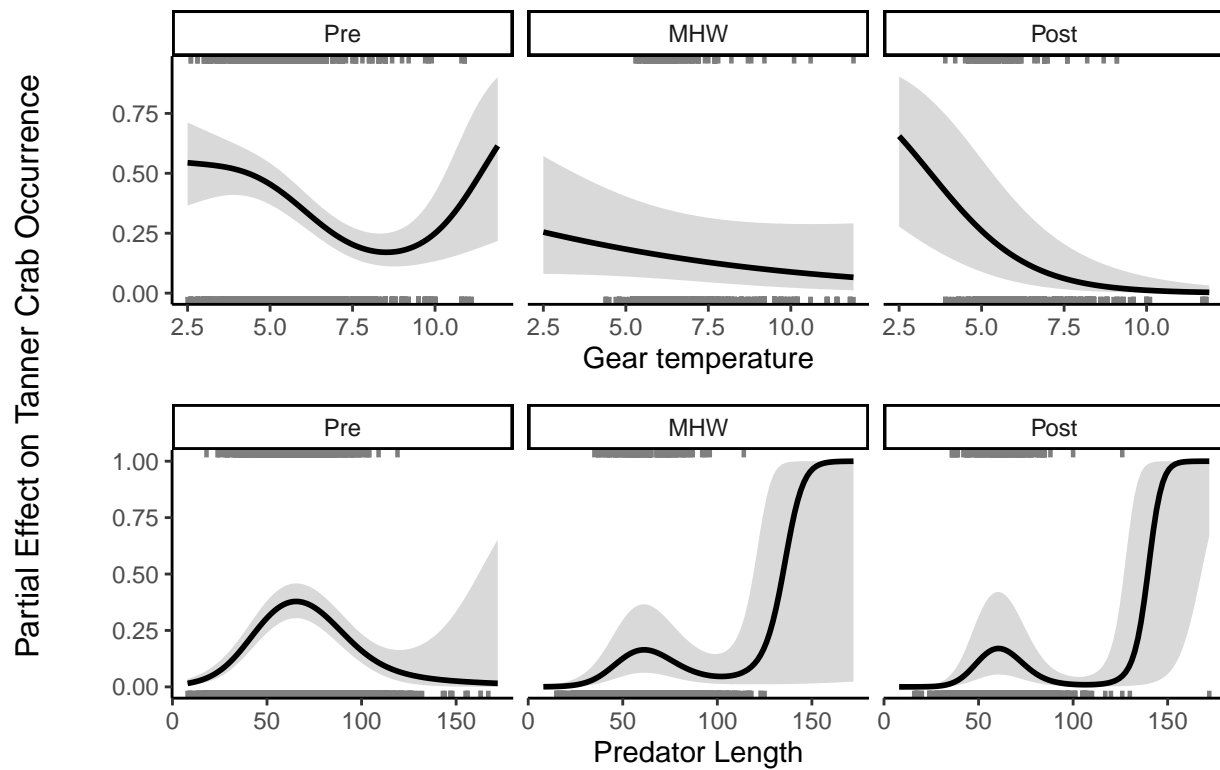 Partial Effect on Tanner Crab Occurrence
Pre MHW Post
0.75
0.50
0.25
0.00
2.5 5.0 7.5 10.0 2.5 5.0 7.5 10.0 2.5 5.0 7.5 10.0
Gear temperature
Pre MHW Post
1.00
0.75
0.50
0.25
0.00
0 50 100 150 0 50 100 150 0 50 100 150
Predator Length